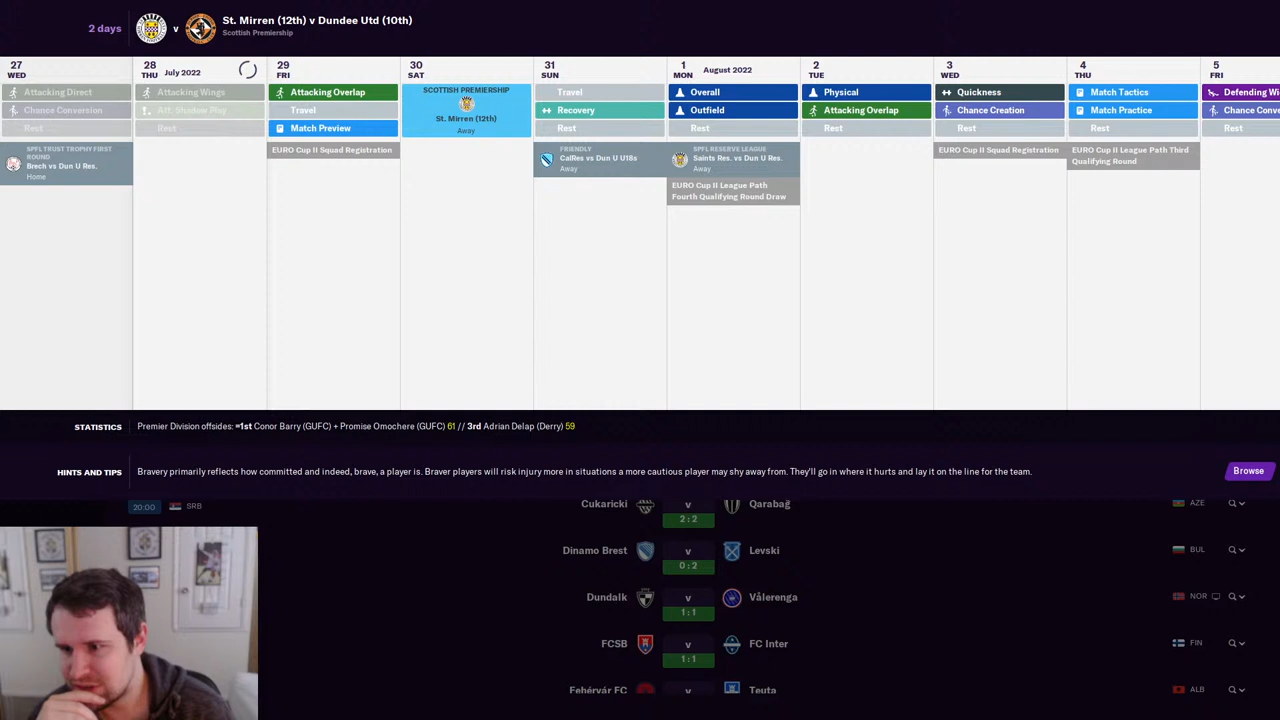 2 days
v
St. Mirren (12th) v Dundee Utd (10th)
Scottish Premiership
27
WED
28
THU
July 2022
29
FRI
30
SAT
31
SUN
1
MON
August 2022
2
TUE
3
WED
4
THU
5
FRI
Attacking Direct
Chance Conversion
Rest
SPFL TRUST TROPHY FIRST
ROUND
Brech vs Dun U Res.
Home
Attacking Wings
Att. Shadow Play
Rest
Attacking Overlap
Travel
Match Preview
EURO Cup II Squad Registration
SCOTTISH PREMIERSHIP
St. Mirren (12th)
Away
Travel
Recovery
Rest
FRIENDLY
CalRes vs Dun U U18s
Away
Overall
Outfield
Rest
SPFL RESERVE LEAGUE
Saints Res. vs Dun U Res.
Away
EURO Cup II League Path
Fourth Qualifying Round Draw
Physical
Attacking Overlap
Rest
Quickness
Chance Creation
Rest
EURO Cup II Squad Registration
Match Tactics
Match Practice
Rest
EURO Cup II League Path Third
Qualifying Round
Defending Wi
Chance Conve
Rest
STATISTICS
Premier Division offsides: =1st Conor Barry (GUFC) + Promise Omochere (GUFC) 61 // 3rd Adrian Delap (Derry) 59
HINTS AND TIPS
Bravery primarily reflects how committed and indeed, brave, a player is. Braver players will risk injury more in situations a more cautious player may shy away from. They'll go in where it hurts and lay it on the line for the team.
Browse
20:00 SRB Cukaricki v Qarabağ AZE
2 : 2
Dinamo Brest v Levski BUL
0 : 2
Dundalk v Vålerenga NOR
1 : 1
FCSB v FC Inter FIN
1 : 1
Fehérvár FC v Teuta ALB